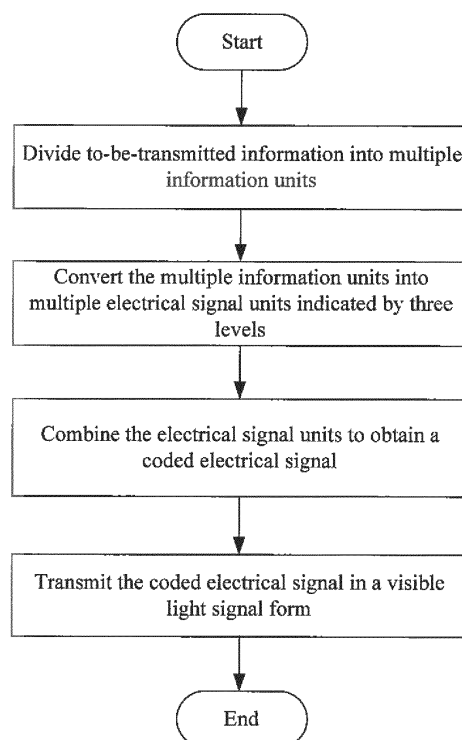 Start
Divide to-be-transmitted information into multiple
information units
Convert the multiple information units into
multiple electrical signal units indicated by three
levels
Combine the electrical signal units to obtain a
coded electrical signal
Transmit the coded electrical signal in a visible
light signal form
End